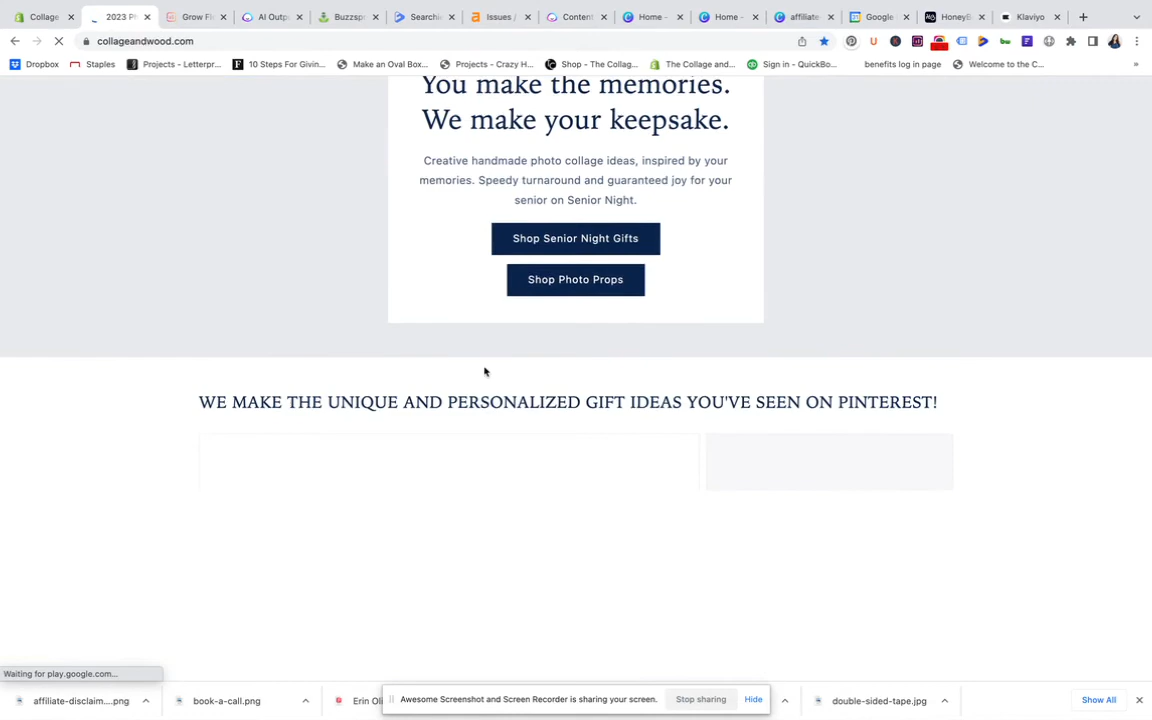 Collage
2023 P
Grow Fl
AI Outp
Buzzsp
Searchi
Issues /
Content
Home -
Home -
affiliate
Google
HoneyB
Klaviyo
collageandwood.com
Dropbox
Staples
Projects - Letterpr...
10 Steps For Givin...
Make an Oval Box...
Projects - Crazy H...
Shop - The Collag...
The Collage and...
Sign in - QuickBo...
benefits log in page
Welcome to the C...
You make the memories.
We make your keepsake.
Creative handmade photo collage ideas, inspired by your
memories. Speedy turnaround and guaranteed joy for your
senior on Senior Night.
Shop Senior Night Gifts
Shop Photo Props
WE MAKE THE UNIQUE AND PERSONALIZED GIFT IDEAS YOU'VE SEEN ON PINTEREST!
Waiting for play.google.com...
affiliate-disclaim....png
book-a-call.png
Erin Oli
Awesome Screenshot and Screen Recorder is sharing your screen.
Stop sharing
Hide
double-sided-tape.jpg
Show All